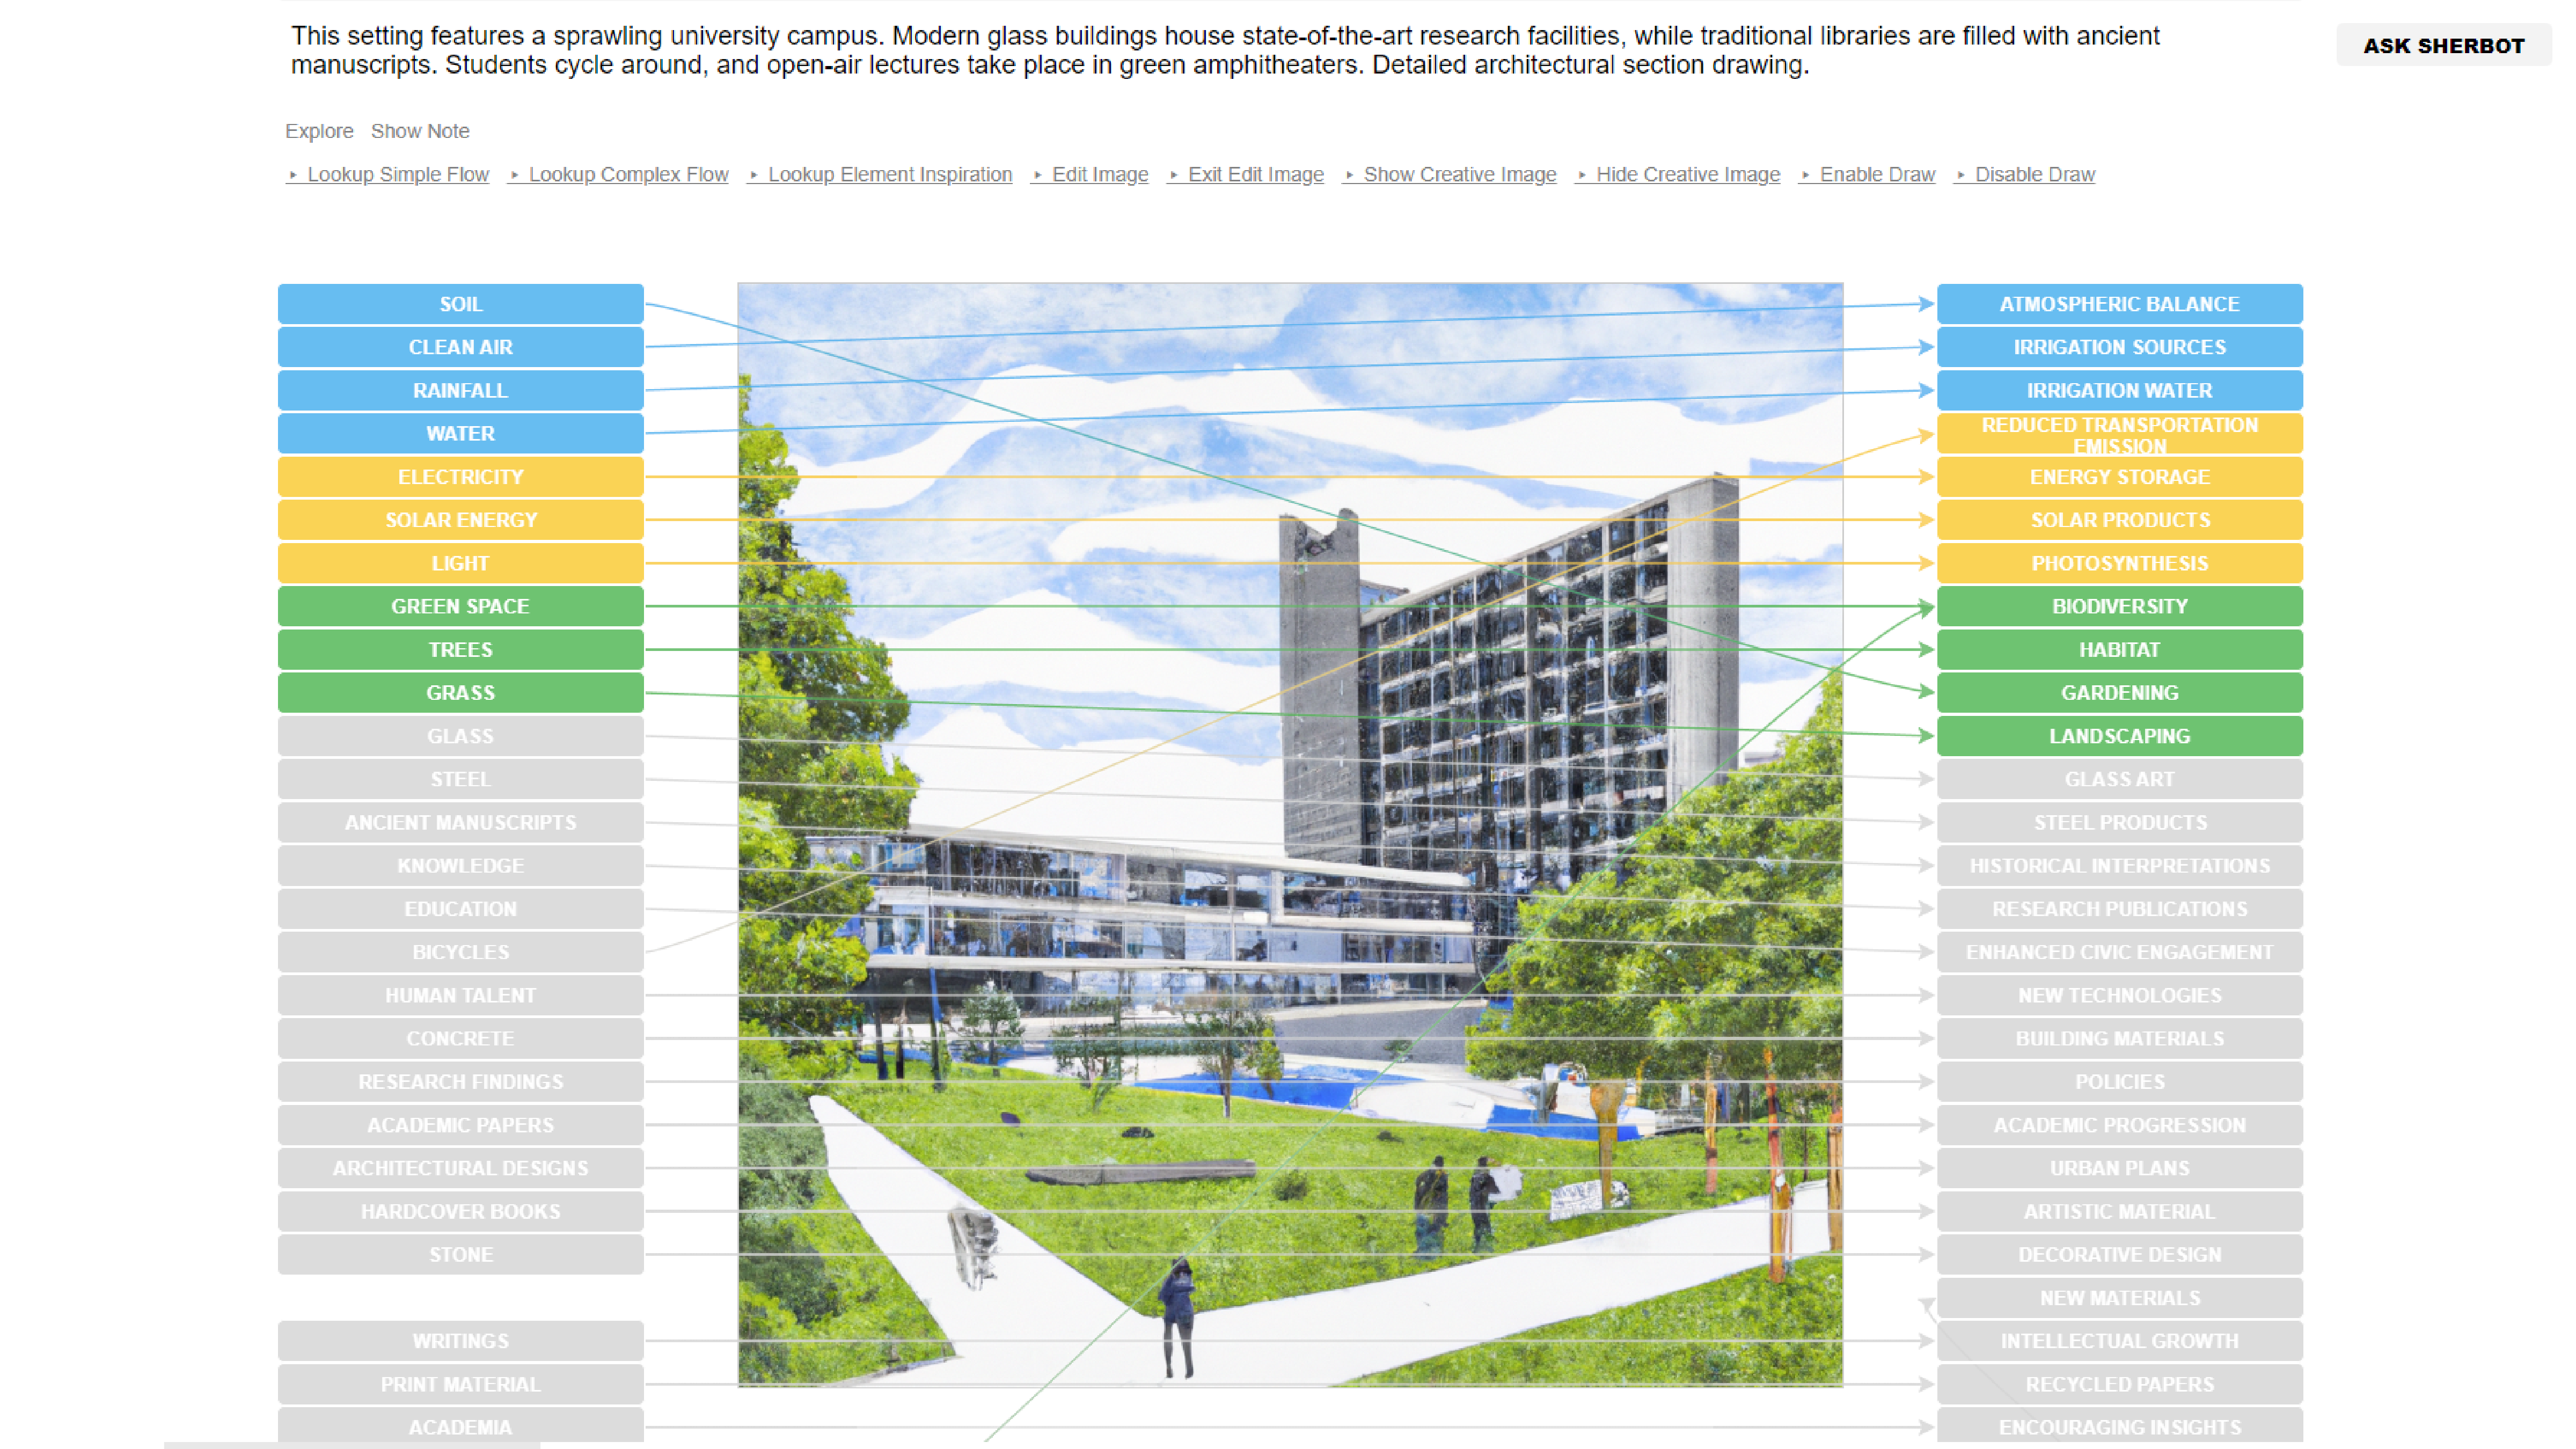 This setting features a sprawling university campus. Modern glass buildings house state-of-the-art research facilities, while traditional libraries are filled with ancient
manuscripts. Students cycle around, and open-air lectures take place in green amphitheaters. Detailed architectural section drawing.
ASK SHERBOT
Explore Show Note
Lookup Simple Flow Lookup Complex Flow Lookup Element Inspiration Edit Image Exit Edit Image Show Creative Image Hide Creative Image Enable Draw Disable Draw
SOIL
CLEAN AIR
RAINFALL
WATER
ELECTRICITY
SOLAR ENERGY
LIGHT
GREEN SPACE
TREES
GRASS
GLASS
STEEL
ANCIENT MANUSCRIPTS
KNOWLEDGE
EDUCATION
BICYCLES
HUMAN TALENT
CONCRETE
RESEARCH FINDINGS
ACADEMIC PAPERS
ARCHITECTURAL DESIGNS
HARDCOVER BOOKS
STONE
WRITINGS
PRINT MATERIAL
ACADEMIA
ATMOSPHERIC BALANCE
IRRIGATION SOURCES
IRRIGATION WATER
REDUCED TRANSPORTATION
EMISSION
ENERGY STORAGE
SOLAR PRODUCTS
PHOTOSYNTHESIS
BIODIVERSITY
HABITAT
GARDENING
LANDSCAPING
GLASS ART
STEEL PRODUCTS
HISTORICAL INTERPRETATIONS
RESEARCH PUBLICATIONS
ENHANCED CIVIC ENGAGEMENT
NEW TECHNOLOGIES
BUILDING MATERIALS
POLICIES
ACADEMIC PROGRESSION
URBAN PLANS
ARTISTIC MATERIAL
DECORATIVE DESIGN
NEW MATERIALS
INTELLECTUAL GROWTH
RECYCLED PAPERS
ENCOURAGING INSIGHTS